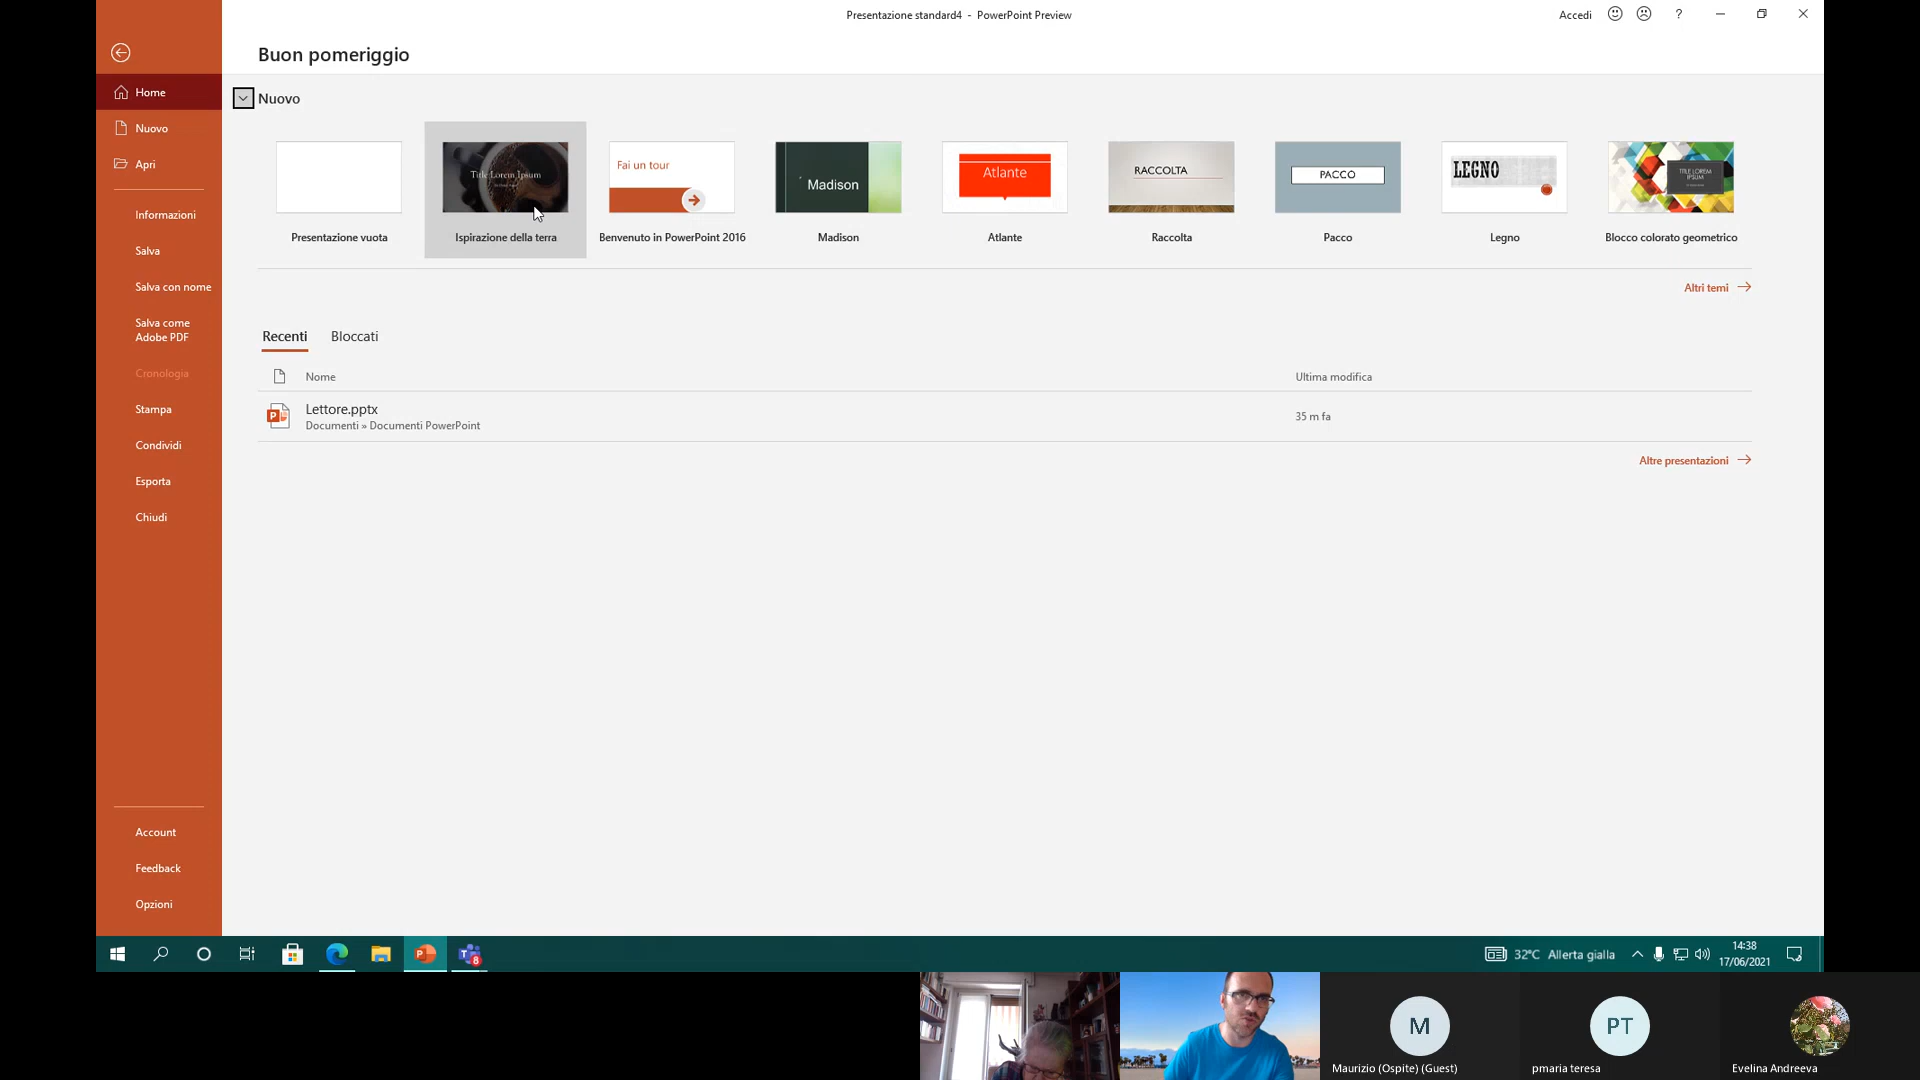 Presentazione standard4 - PowerPoint Preview
Accedi
?
Buon pomeriggio
Home
Nuovo
Apri
Informazioni
Salva
Salva con nome
Salva come
Adobe PDF
Cronologia
Stampa
Condividi
Esporta
Chiudi
Account
Feedback
Opzioni
Nuovo
Title Lorem Ipsum
Fai un tour
Madison
Atlante
RACCOLTA
PACCO
LEGNO
TITLE LOREM
IPSUM
Presentazione vuota
Ispirazione della terra
Benvenuto in PowerPoint 2016
Madison
Atlante
Raccolta
Pacco
Legno
Blocco colorato geometrico
Altri temi
Recenti
Bloccati
Nome
Ultima modifica
P
Lettore.pptx
Documenti » Documenti PowerPoint
35 m fa
Altre presentazioni
P
T
8
32°C Allerta gialla
14:38
17/06/2021
M
Maurizio (Ospite) (Guest)
PT
pmaria teresa
Evelina Andreeva